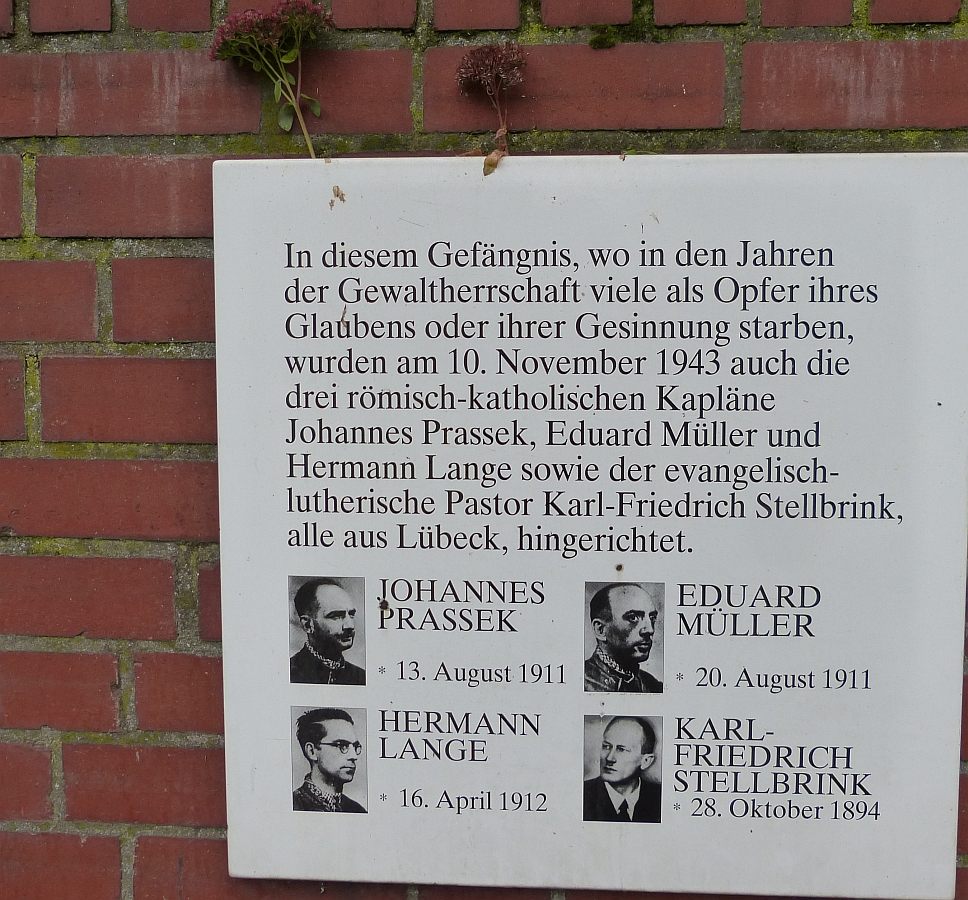 In diesem Gefängnis, wo in den Jahren
der Gewaltherrschaft viele als Opfer ihres
Glaubens oder ihrer Gesinnung starben,
wurden am 10. November 1943 auch die
drei römisch-katholischen Kapläne
Johannes Prassek, Eduard Müller und
Hermann Lange sowie der evangelisch-
lutherische Pastor Karl-Friedrich Stellbrink,
alle aus Lübeck, hingerichtet.
JOHANNES
PRASSEK
* 13. August 1911
EDUARD
MÜLLER
* 20. August 1911
HERMANN
LANGE
* 16. April 1912
KARL-
FRIEDRICH
STELLBRINK
* 28. Oktober 1894